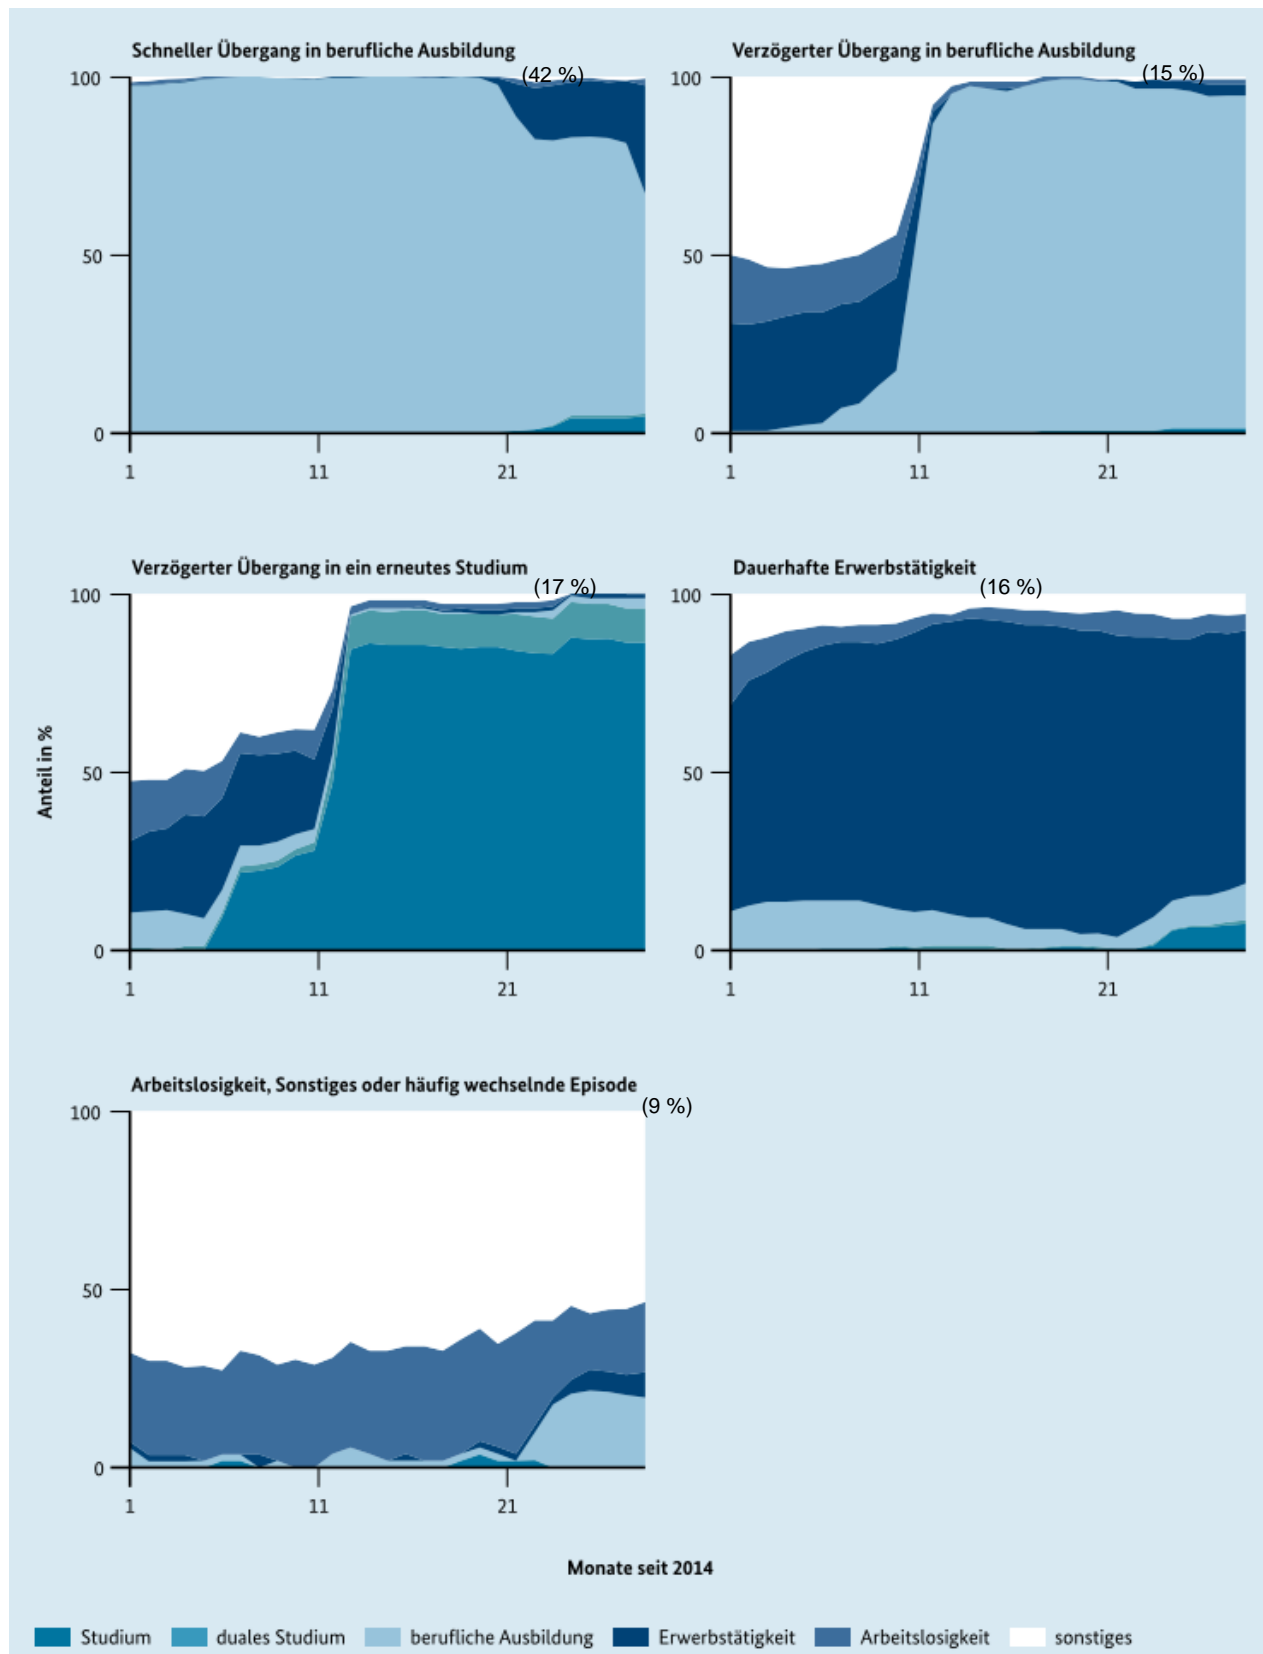 Schneller Übergang in berufliche Ausbildung
(42 %)
100
50
0
1 11 21
Verzögerter Übergang in berufliche Ausbildung
(15 %)
100
50
0
1 11 21
Verzögerter Übergang in ein erneutes Studium
(17 %)
100
50
0
1 11 21
Dauerhafte Erwerbstätigkeit
(16 %)
100
50
0
1 11 21
Anteil in %
Arbeitslosigkeit, Sonstiges oder häufig wechselnde Episode
(9 %)
100
50
0
1 11 21
Monate seit 2014
Studium duales Studium berufliche Ausbildung Erwerbstätigkeit Arbeitslosigkeit sonstiges